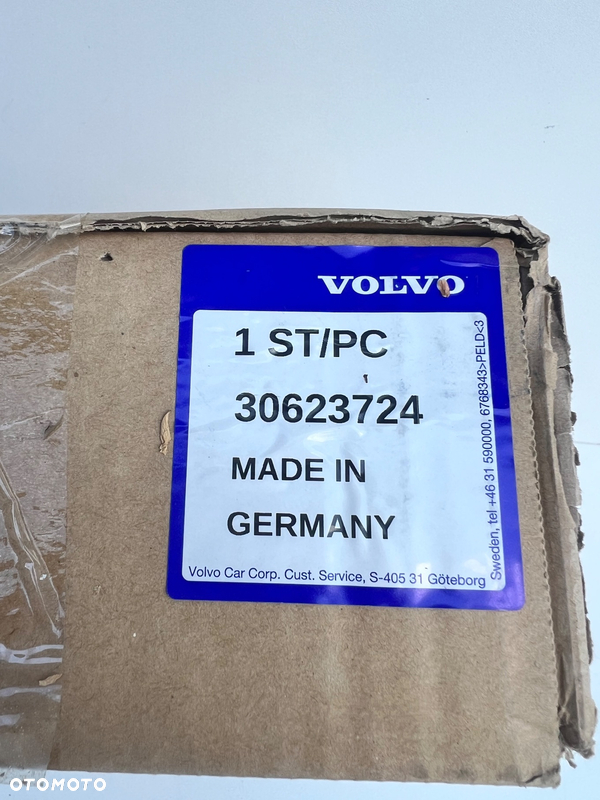 VOLVO
1 ST/PC
30623724
MADE IN
GERMANY
Volvo Car Corp. Cust. Service, S-405 31 Göteborg
Sweden, tel +46 31 590000, 6768343>PELD<3
OTOMOTO